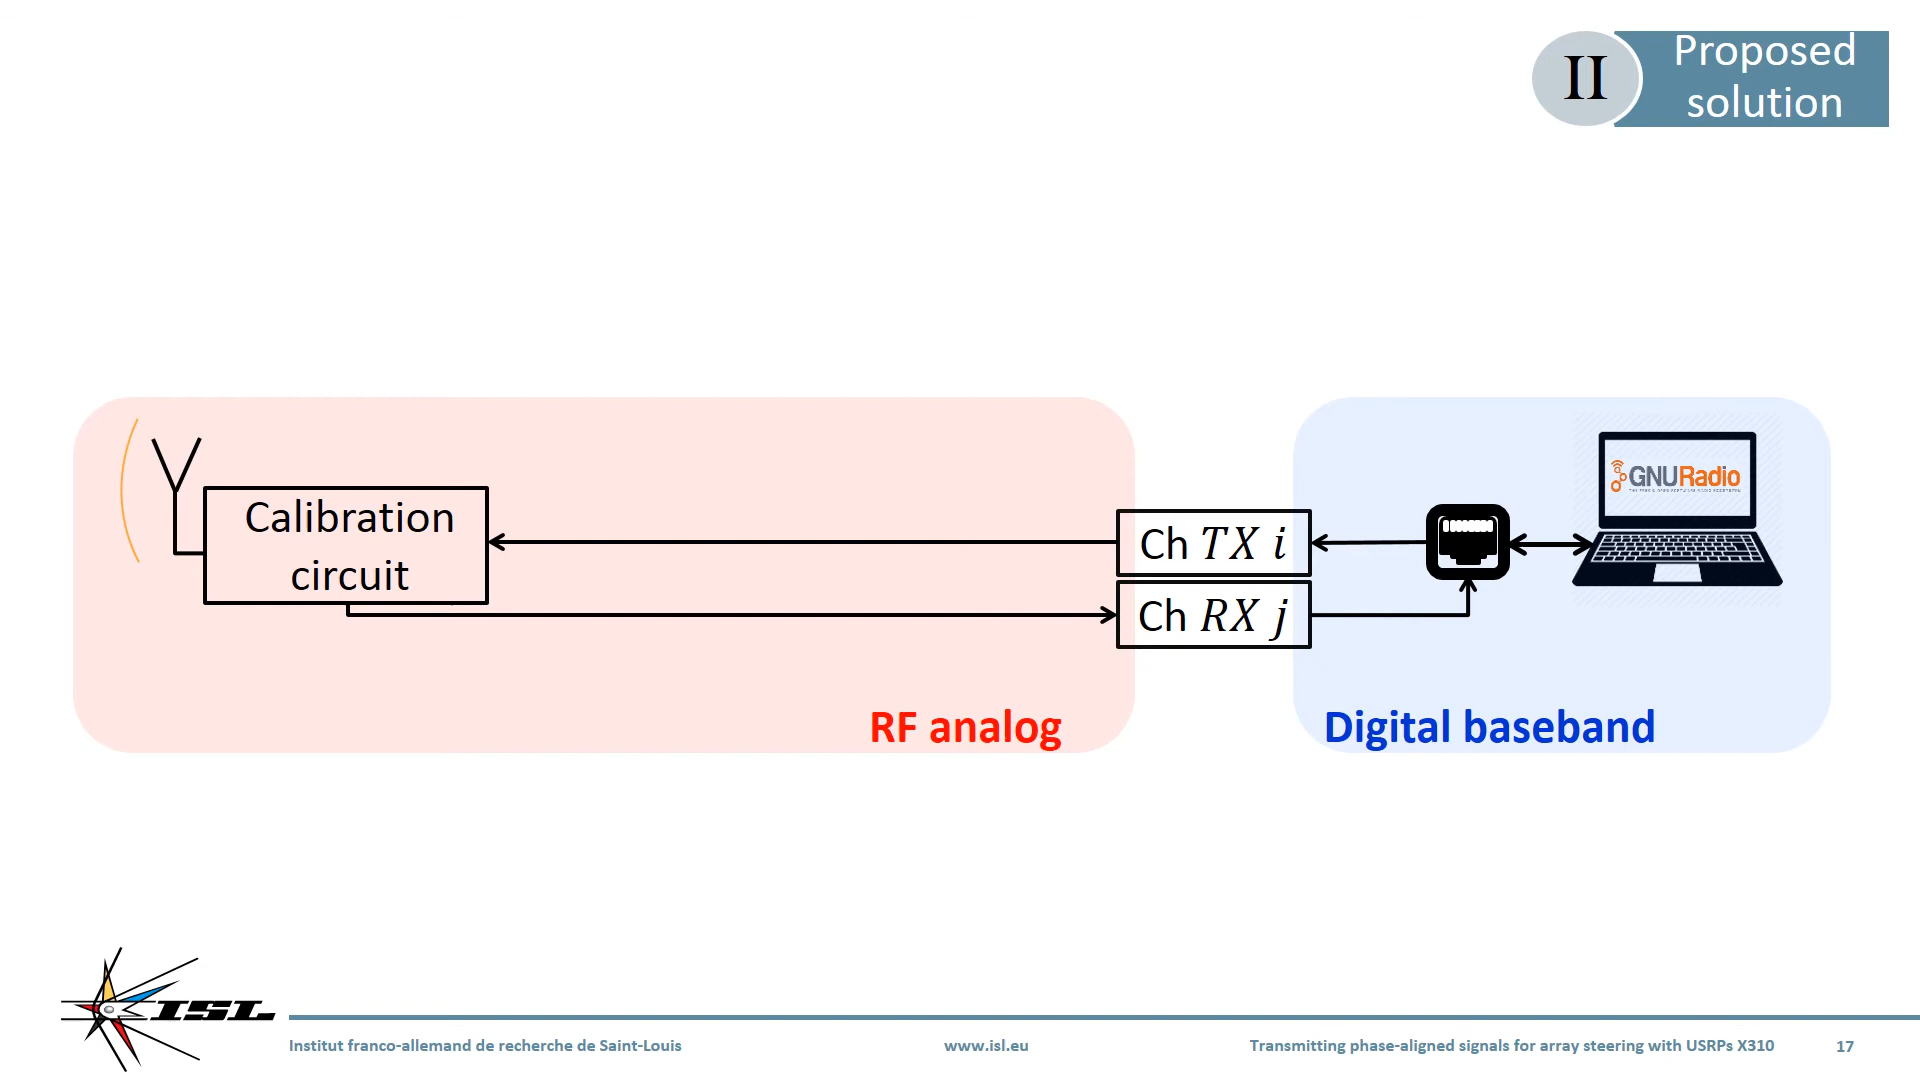 II
Proposed
solution
Calibration
circuit
Ch TX i
Ch RX j
GNURadio
RF analog
Digital baseband
ISL
Institut franco-allemand de recherche de Saint-Louis
www.isl.eu
Transmitting phase-aligned signals for array steering with USRPs X310
17